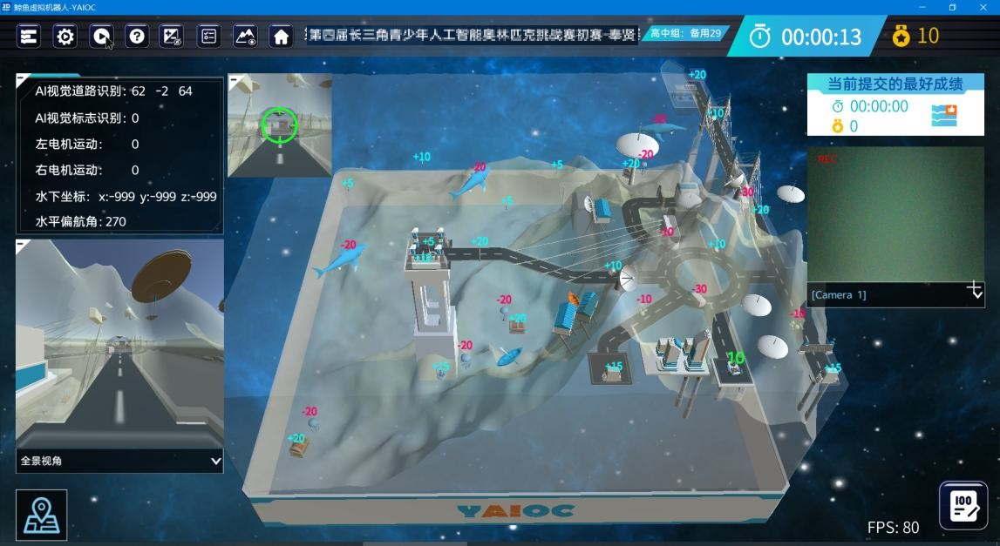 鲸鱼虚拟机器人-YAIOC
第四届长三角青少年人工智能奥林匹克挑战赛初赛-奉贤
高中组：备用29
00:00:13
10
AI视觉道路识别: 62 -2 64
AI视觉标志识别: 0
左电机运动: 0
右电机运动: 0
水下坐标: x:-999 y:-999 z:-999
水平偏航角: 270
全景视角
当前提交的最好成绩
00:00:00
0
REC
[Camera 1]
+20
+10
-20
+20
+10
-20
+5
+5
+5
-30
+20
-20
+5
+20
-10
+10
+10
-30
-10
-10
-20
+20
-20
+15
+15
10
+15
-20
+20
YAIOC
100
FPS: 80